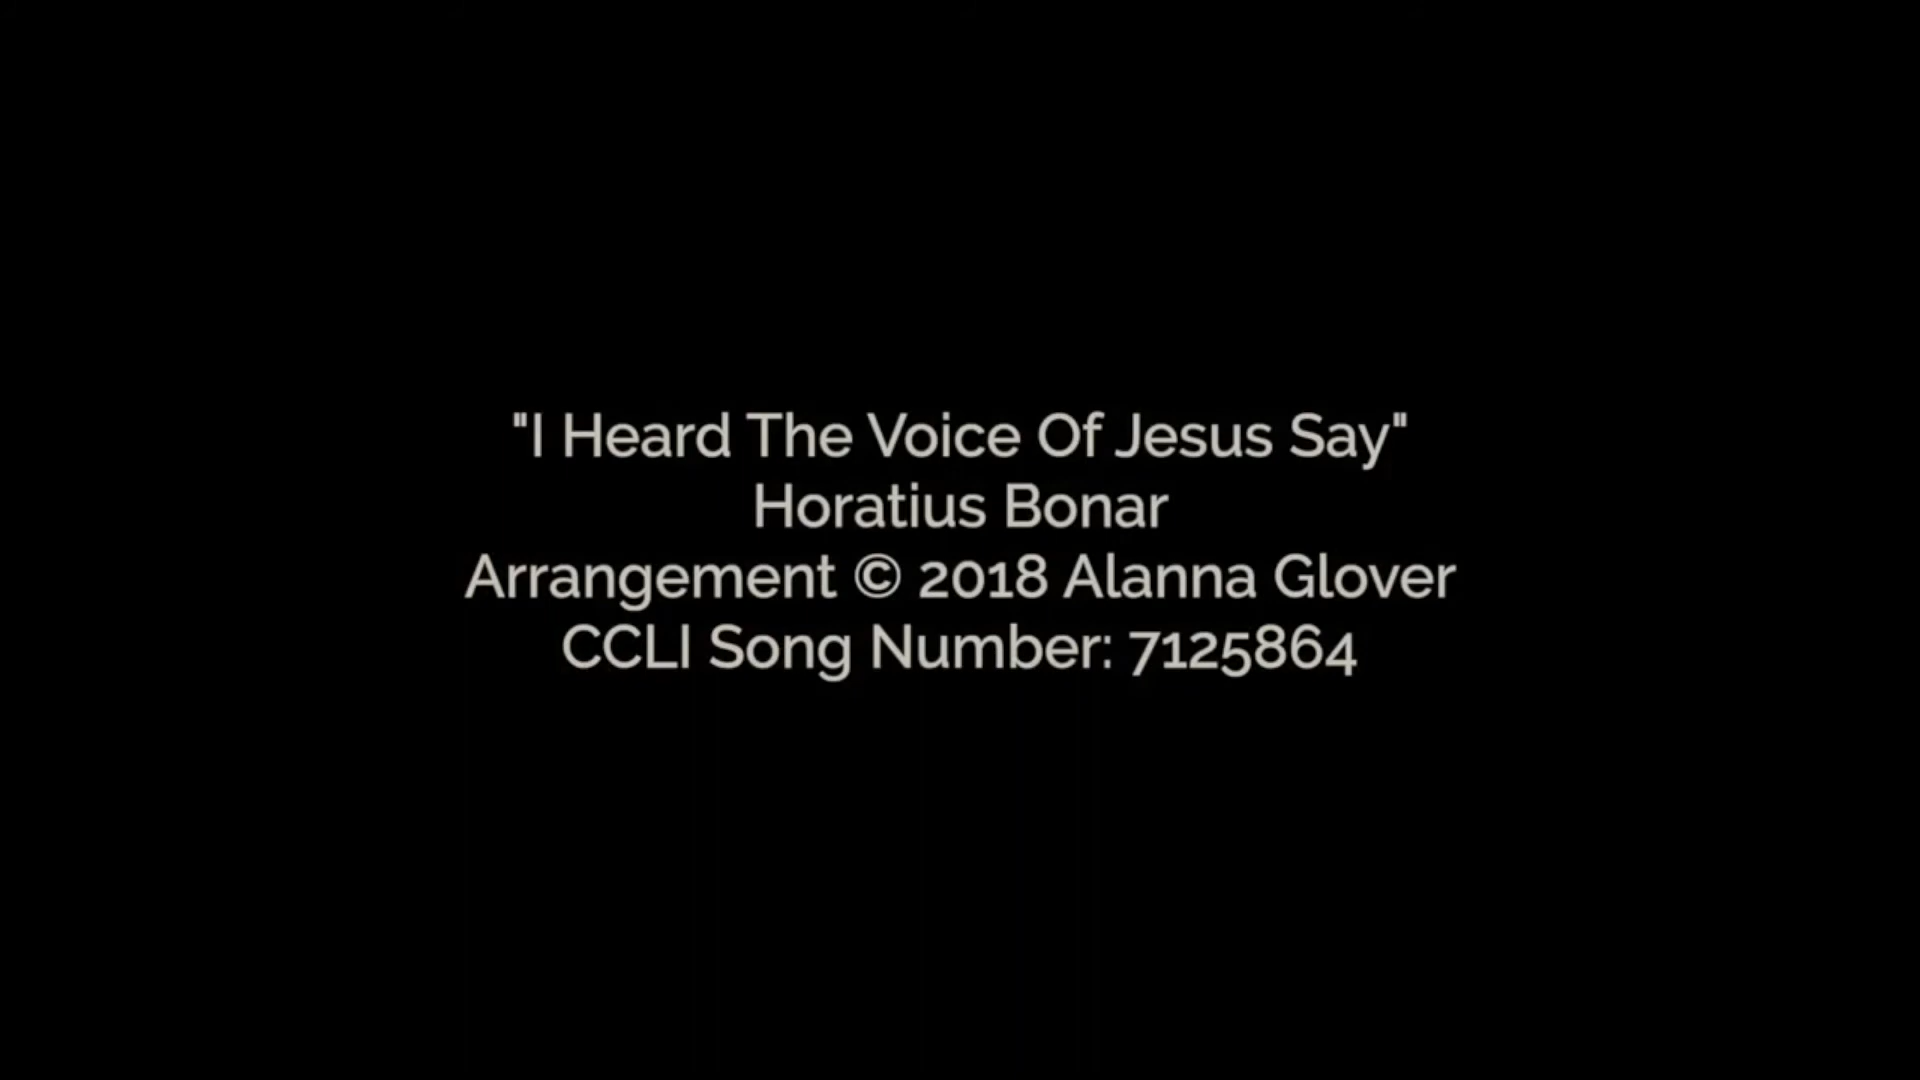 "I Heard The Voice Of Jesus Say"
Horatius Bonar
Arrangement © 2018 Alanna Glover
CCLI Song Number: 7125864